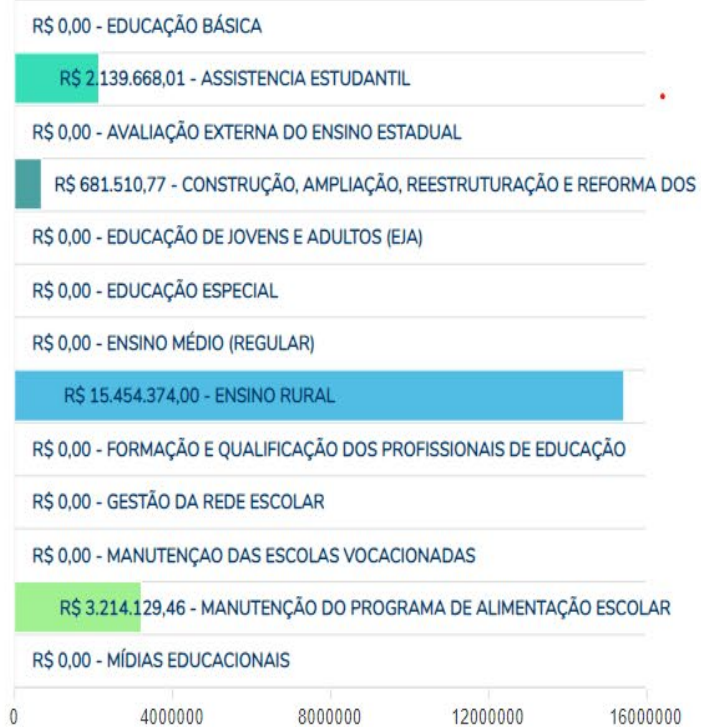 R$ 0,00 - EDUCAÇÃO BÁSICA
R$ 2.139.668,01 - ASSISTENCIA ESTUDANTIL
R$ 0,00 - AVALIAÇÃO EXTERNA DO ENSINO ESTADUAL
R$ 681.510,77 - CONSTRUÇÃO, AMPLIAÇÃO, REESTRUTURAÇÃO E REFORMA DOS
R$ 0,00 - EDUCAÇÃO DE JOVENS E ADULTOS (EJA)
R$ 0,00 - EDUCAÇÃO ESPECIAL
R$ 0,00 - ENSINO MÉDIO (REGULAR)
R$ 15.454.374,00 - ENSINO RURAL
R$ 0,00 - FORMAÇÃO E QUALIFICAÇÃO DOS PROFISSIONAIS DE EDUCAÇÃO
R$ 0,00 - GESTÃO DA REDE ESCOLAR
R$ 0,00 - MANUTENÇAO DAS ESCOLAS VOCACIONADAS
R$ 3.214.129,46 - MANUTENÇÃO DO PROGRAMA DE ALIMENTAÇÃO ESCOLAR
R$ 0,00 - MÍDIAS EDUCACIONAIS
0 4000000 8000000 12000000 16000000